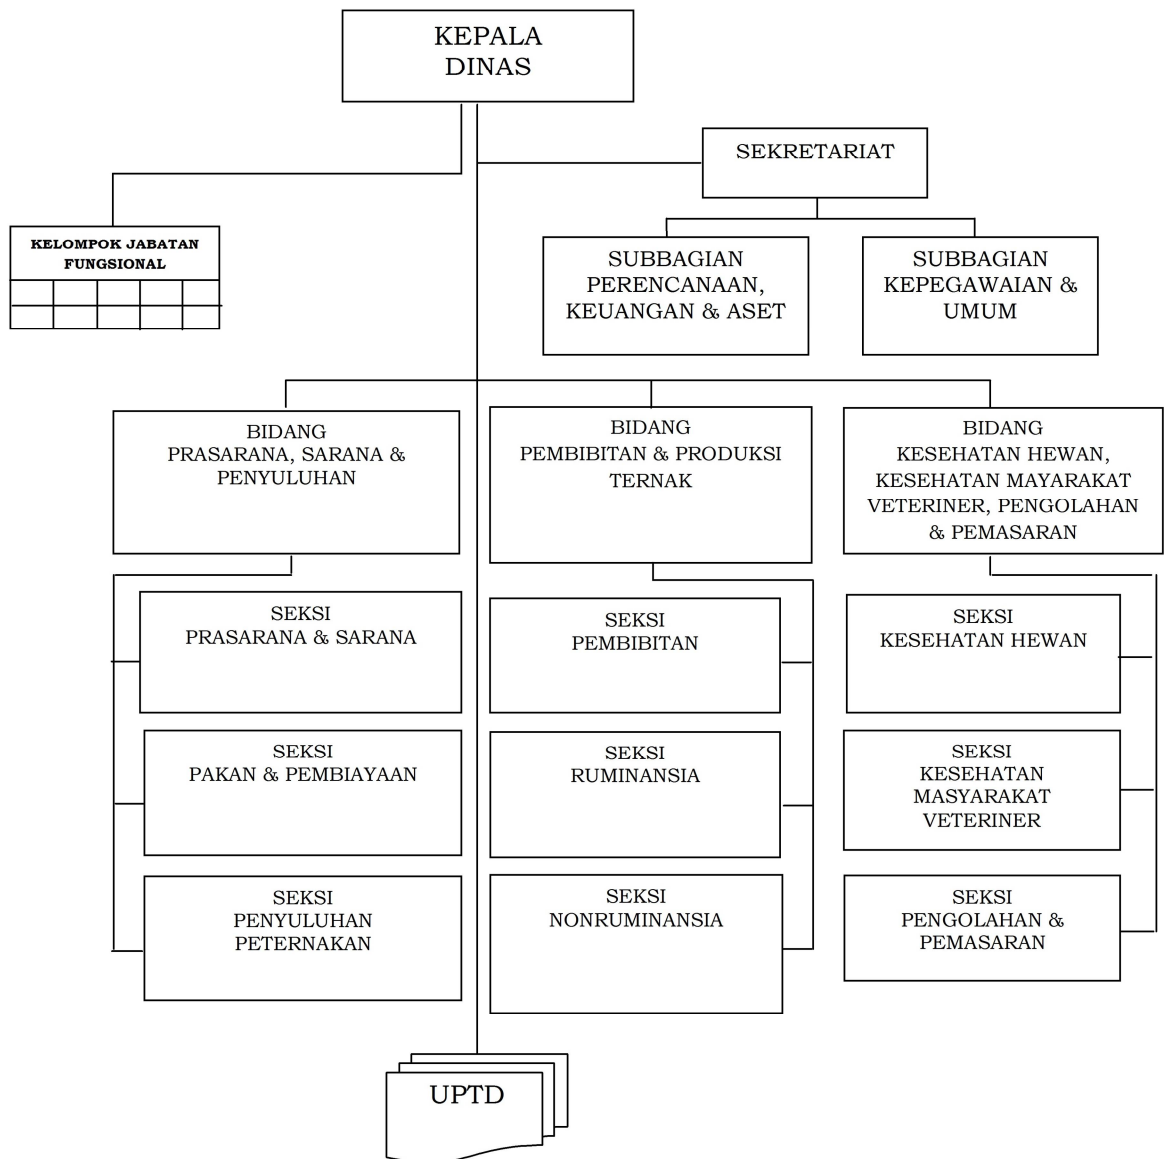 KEPALA
DINAS
SEKRETARIAT
KELOMPOK JABATAN
FUNGSIONAL
SUBBAGIAN
PERENCANAAN,
KEUANGAN & ASET
SUBBAGIAN
KEPEGAWAIAN &
UMUM
BIDANG
PRASARANA, SARANA &
PENYULUHAN
BIDANG
PEMBIBITAN & PRODUKSI
TERNAK
BIDANG
KESEHATAN HEWAN,
KESEHATAN MAYARAKAT
VETERINER, PENGOLAHAN
& PEMASARAN
SEKSI
PRASARANA & SARANA
SEKSI
PEMBIBITAN
SEKSI
KESEHATAN HEWAN
SEKSI
PAKAN & PEMBIAYAAN
SEKSI
RUMINANSIA
SEKSI
KESEHATAN
MASYARAKAT
VETERINER
SEKSI
PENYULUHAN
PETERNAKAN
SEKSI
NONRUMINANSIA
SEKSI
PENGOLAHAN &
PEMASARAN
UPTD